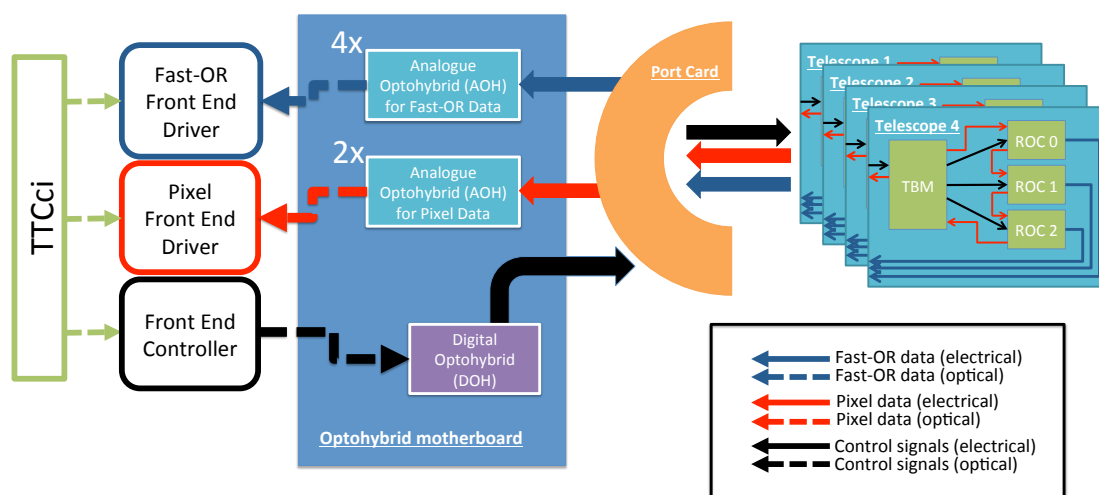 TTCci
Fast-OR
Front End
Driver
Pixel
Front End
Driver
Front End
Controller
4x
Analogue
Optohybrid (AOH)
for Fast-OR Data
2x
Analogue
Optohybrid (AOH)
for Pixel Data
Digital
Optohybrid
(DOH)
Optohybrid motherboard
Port Card
Telescope 1
Telescope 2
Telescope 3
Telescope 4
TBM
ROC 0
ROC 1
ROC 2
Fast-OR data (electrical)
Fast-OR data (optical)
Pixel data (electrical)
Pixel data (optical)
Control signals (electrical)
Control signals (optical)